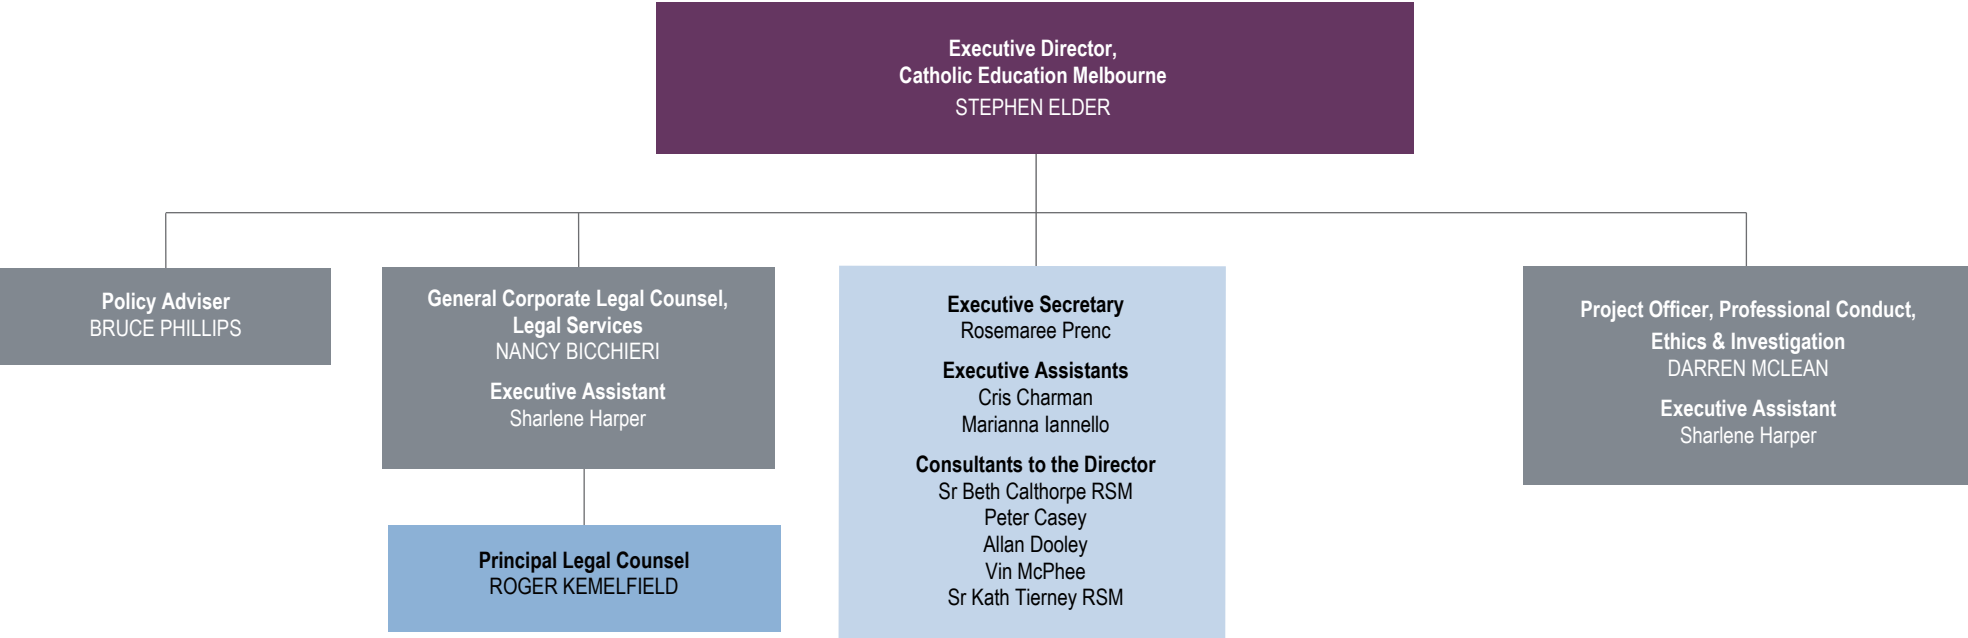 Executive Director,
Catholic Education Melbourne
STEPHEN ELDER
Policy Adviser
BRUCE PHILLIPS
General Corporate Legal Counsel,
Legal Services
NANCY BICCHIERI
Executive Assistant
Sharlene Harper
Principal Legal Counsel
ROGER KEMELFIELD
Executive Secretary
Rosemaree Prenc
Executive Assistants
Cris Charman
Marianna Iannello
Consultants to the Director
Sr Beth Calthorpe RSM
Peter Casey
Allan Dooley
Vin McPhee
Sr Kath Tierney RSM
Project Officer, Professional Conduct,
Ethics & Investigation
DARREN MCLEAN
Executive Assistant
Sharlene Harper